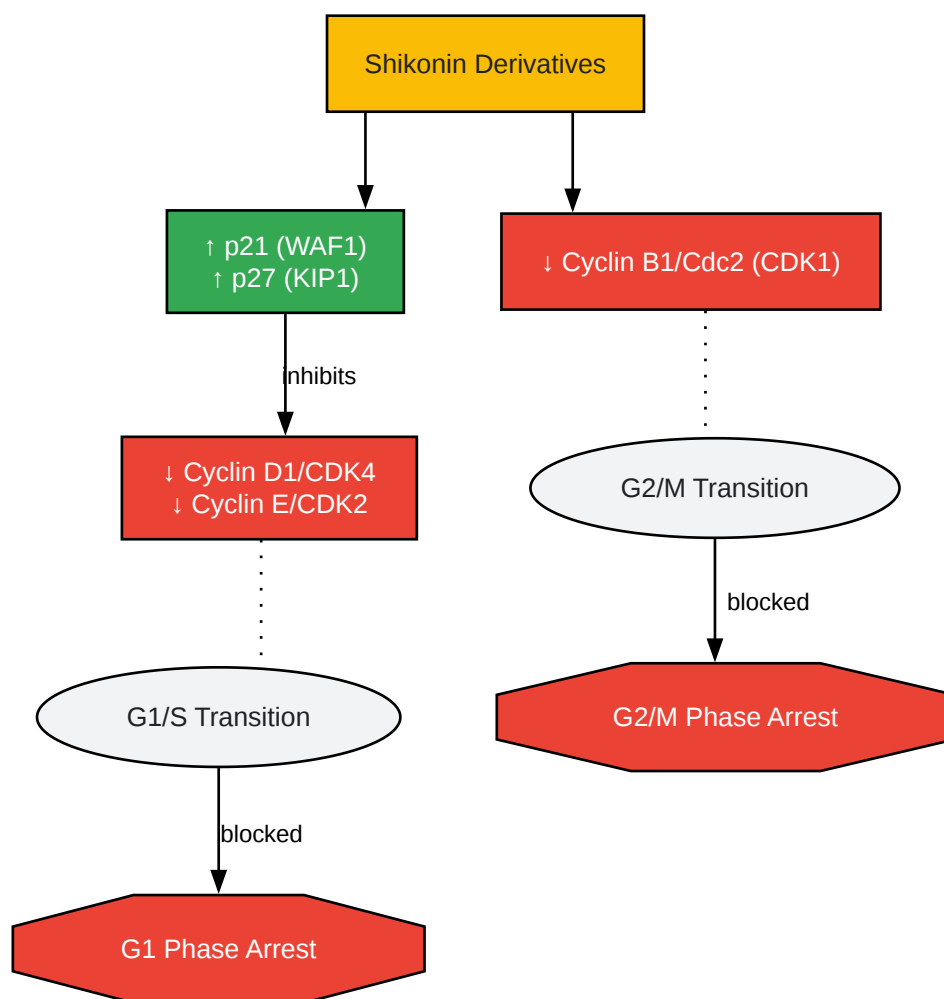 Shikonin Derivatives
↑ p21 (WAF1)
↑ p27 (KIP1)
↓ Cyclin B1/Cdc2 (CDK1)
inhibits
↓ Cyclin D1/CDK4
↓ Cyclin E/CDK2
G2/M Transition
blocked
G1/S Transition
G2/M Phase Arrest
blocked
G1 Phase Arrest